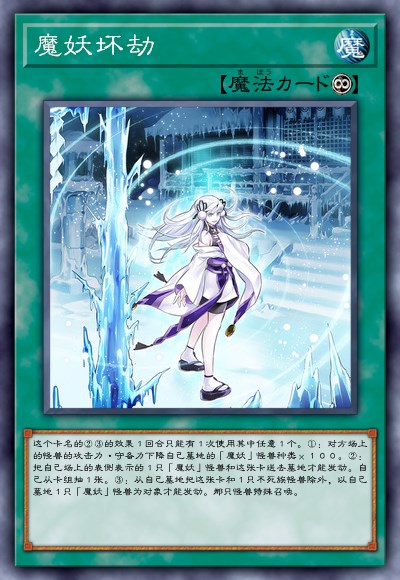 魔妖坏劫
魔
【魔法カード】
まほう
这个卡名的②③的效果1回合只能有1次使用其中任意1个。①:对方场上
的怪兽的攻击力·守备力下降自己墓地的「魔妖」怪兽种类×100。②:
把自己场上的表侧表示的1只「魔妖」怪兽和这张卡送去墓地才能发动。自
己从卡组抽1张。③:从自己墓地把这张卡和1只不死族怪兽除外,以自己
墓地1只「魔妖」怪兽为对象才能发动。那只怪兽特殊召唤。